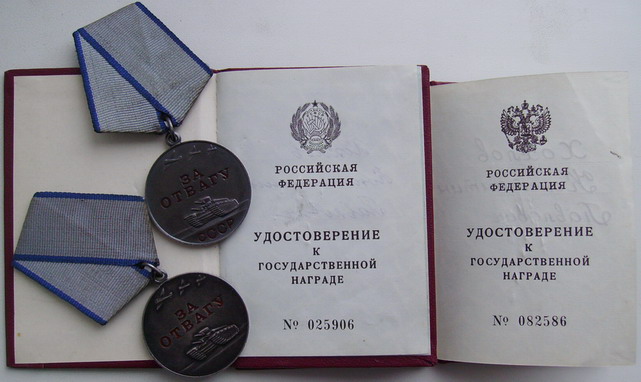 ЗА
ОТВАГУ
СССР
ЗА
ОТВАГУ
РОССИЙСКАЯ
ФЕДЕРАЦИЯ
УДОСТОВЕРЕНИЕ
К
ГОСУДАРСТВЕННОЙ
НАГРАДЕ
№ 025906
РОССИЙСКАЯ
ФЕДЕРАЦИЯ
УДОСТОВЕРЕНИЕ
К
ГОСУДАРСТВЕННОЙ
НАГРАДЕ
№ 082586